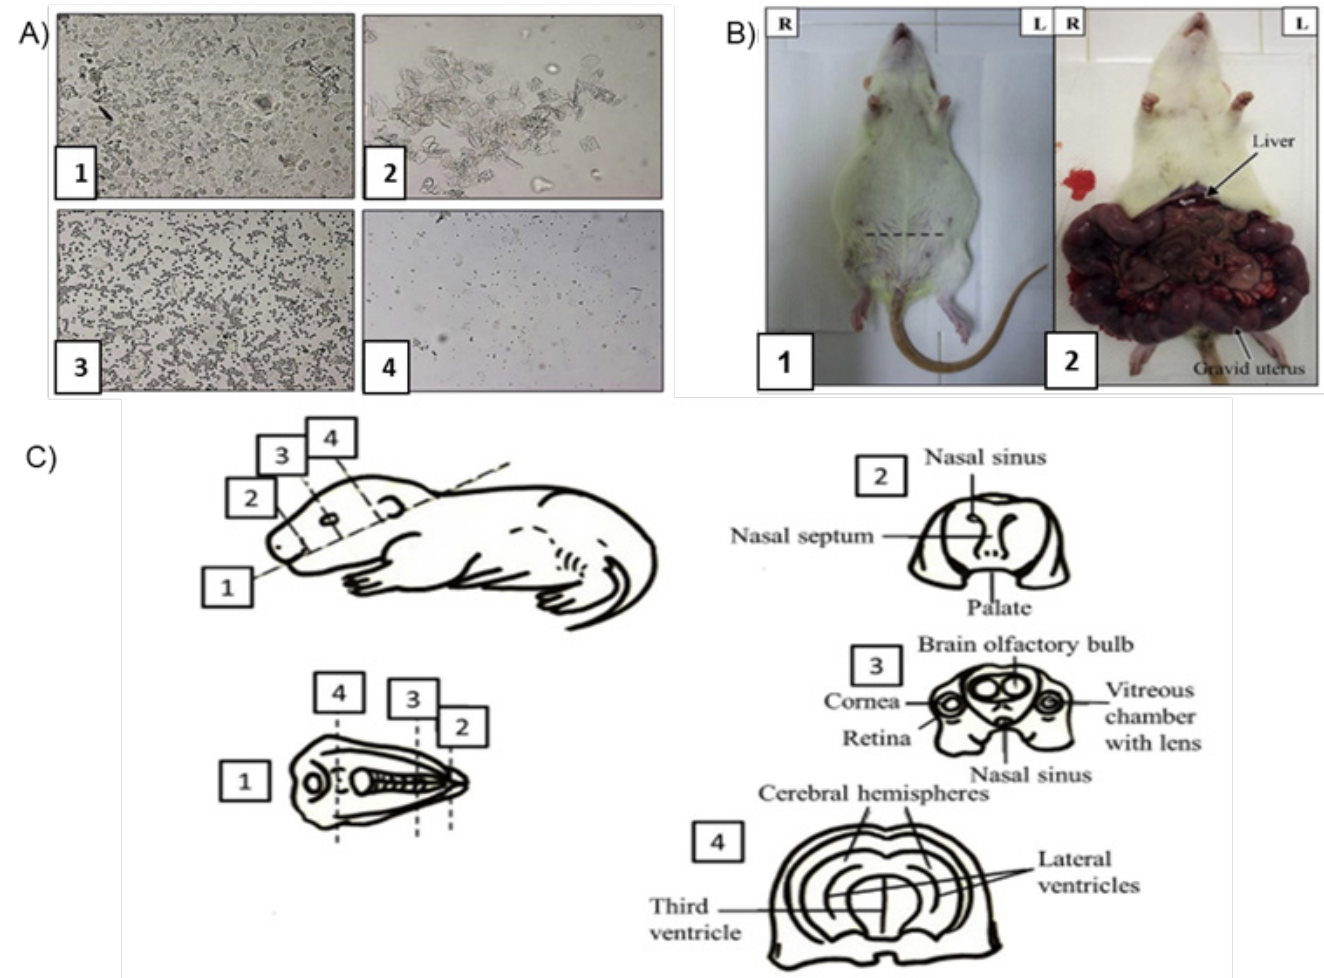 A)
1
2
3
4
B)
R
L
R
L
Liver
Gravid uterus
1
2
C)
4
3
2
1
4
3
2
1
2
Nasal sinus
Nasal septum
Palate
3
Brain olfactory bulb
Cornea
Retina
Vitreous
chamber
with lens
Nasal sinus
4
Cerebral hemispheres
Lateral
ventricles
Third
ventricle